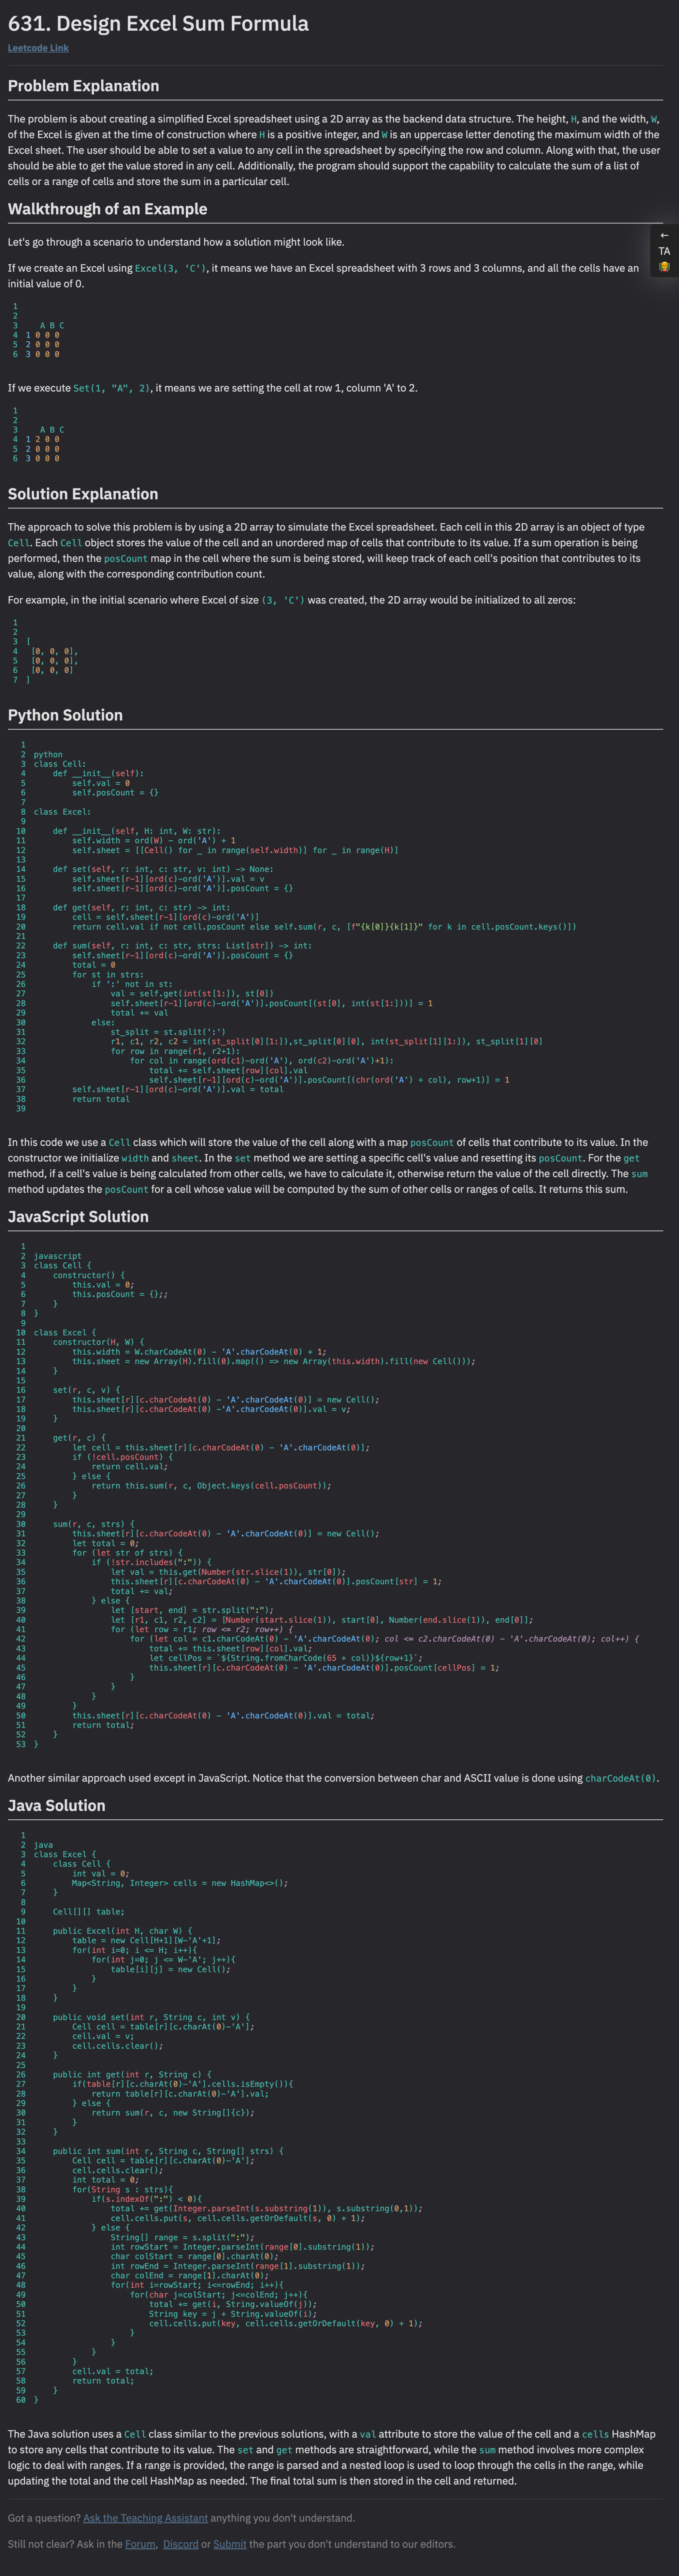 631. Design Excel Sum Formula
Leetcode Link
Problem Explanation
The problem is about creating a simplified Excel spreadsheet using a 2D array as the backend data structure. The height, H, and the width, W,
of the Excel is given at the time of construction where H is a positive integer, and W is an uppercase letter denoting the maximum width of the
Excel sheet. The user should be able to set a value to any cell in the spreadsheet by specifying the row and column. Along with that, the user
should be able to get the value stored in any cell. Additionally, the program should support the capability to calculate the sum of a list of
cells or a range of cells and store the sum in a particular cell.
Walkthrough of an Example
←
TA
Let's go through a scenario to understand how a solution might look like.
If we create an Excel using Excel(3, 'C'), it means we have an Excel spreadsheet with 3 rows and 3 columns, and all the cells have an
initial value of 0.
1
2
3    A B C
4 1 0 0 0
5 2 0 0 0
6 3 0 0 0
If we execute Set(1, "A", 2), it means we are setting the cell at row 1, column 'A' to 2.
1
2
3    A B C
4 1 2 0 0
5 2 0 0 0
6 3 0 0 0
Solution Explanation
The approach to solve this problem is by using a 2D array to simulate the Excel spreadsheet. Each cell in this 2D array is an object of type
Cell. Each Cell object stores the value of the cell and an unordered map of cells that contribute to its value. If a sum operation is being
performed, then the posCount map in the cell where the sum is being stored, will keep track of each cell's position that contributes to its
value, along with the corresponding contribution count.
For example, in the initial scenario where Excel of size (3, 'C') was created, the 2D array would be initialized to all zeros:
1
2
3 [
4  [0, 0, 0],
5  [0, 0, 0],
6  [0, 0, 0]
7 ]
Python Solution
1
2 python
3 class Cell:
4     def __init__(self):
5         self.val = 0
6         self.posCount = {}
7
8 class Excel:
9
10     def __init__(self, H: int, W: str):
11         self.width = ord(W) - ord('A') + 1
12         self.sheet = [[Cell() for _ in range(self.width)] for _ in range(H)]
13
14     def set(self, r: int, c: str, v: int) -> None:
15         self.sheet[r-1][ord(c)-ord('A')].val = v
16         self.sheet[r-1][ord(c)-ord('A')].posCount = {}
17
18     def get(self, r: int, c: str) -> int:
19         cell = self.sheet[r-1][ord(c)-ord('A')]
20         return cell.val if not cell.posCount else self.sum(r, c, [f"{k[0]}{k[1]}" for k in cell.posCount.keys()])
21
22     def sum(self, r: int, c: str, strs: List[str]) -> int:
23         self.sheet[r-1][ord(c)-ord('A')].posCount = {}
24         total = 0
25         for st in strs:
26             if ':' not in st:
27                 val = self.get(int(st[1:]), st[0])
28                 self.sheet[r-1][ord(c)-ord('A')].posCount[(st[0], int(st[1:]))] = 1
29                 total += val
30             else:
31                 st_split = st.split(':')
32                 r1, c1, r2, c2 = int(st_split[0][1:]),st_split[0][0], int(st_split[1][1:]), st_split[1][0]
33                 for row in range(r1, r2+1):
34                     for col in range(ord(c1)-ord('A'), ord(c2)-ord('A')+1):
35                         total += self.sheet[row][col].val
36                         self.sheet[r-1][ord(c)-ord('A')].posCount[(chr(ord('A') + col), row+1)] = 1
37         self.sheet[r-1][ord(c)-ord('A')].val = total
38         return total
39
In this code we use a Cell class which will store the value of the cell along with a map posCount of cells that contribute to its value. In the
constructor we initialize width and sheet. In the set method we are setting a specific cell's value and resetting its posCount. For the get
method, if a cell's value is being calculated from other cells, we have to calculate it, otherwise return the value of the cell directly. The sum
method updates the posCount for a cell whose value will be computed by the sum of other cells or ranges of cells. It returns this sum.
JavaScript Solution
1
2 javascript
3 class Cell {
4     constructor() {
5         this.val = 0;
6         this.posCount = {};;
7     }
8 }
9
10 class Excel {
11     constructor(H, W) {
12         this.width = W.charCodeAt(0) - 'A'.charCodeAt(0) + 1;
13         this.sheet = new Array(H).fill(0).map(() => new Array(this.width).fill(new Cell()));
14     }
15
16     set(r, c, v) {
17         this.sheet[r][c.charCodeAt(0) - 'A'.charCodeAt(0)] = new Cell();
18         this.sheet[r][c.charCodeAt(0) -'A'.charCodeAt(0)].val = v;
19     }
20
21     get(r, c) {
22         let cell = this.sheet[r][c.charCodeAt(0) - 'A'.charCodeAt(0)];
23         if (!cell.posCount) {
24             return cell.val;
25         } else {
26             return this.sum(r, c, Object.keys(cell.posCount));
27         }
28     }
29
30     sum(r, c, strs) {
31         this.sheet[r][c.charCodeAt(0) - 'A'.charCodeAt(0)] = new Cell();
32         let total = 0;
33         for (let str of strs) {
34             if (!str.includes(":")) {
35                 let val = this.get(Number(str.slice(1)), str[0]);
36                 this.sheet[r][c.charCodeAt(0) - 'A'.charCodeAt(0)].posCount[str] = 1;
37                 total += val;
38             } else {
39                 let [start, end] = str.split(":");
40                 let [r1, c1, r2, c2] = [Number(start.slice(1)), start[0], Number(end.slice(1)), end[0]];
41                 for (let row = r1; row <= r2; row++) {
42                     for (let col = c1.charCodeAt(0) - 'A'.charCodeAt(0); col <= c2.charCodeAt(0) - 'A'.charCodeAt(0); col++) {
43                         total += this.sheet[row][col].val;
44                         let cellPos = `${String.fromCharCode(65 + col)}${row+1}`;
45                         this.sheet[r][c.charCodeAt(0) - 'A'.charCodeAt(0)].posCount[cellPos] = 1;
46                     }
47                 }
48             }
49         }
50         this.sheet[r][c.charCodeAt(0) - 'A'.charCodeAt(0)].val = total;
51         return total;
52     }
53 }
Another similar approach used except in JavaScript. Notice that the conversion between char and ASCII value is done using charCodeAt(0).
Java Solution
1
2 java
3 class Excel {
4     class Cell {
5         int val = 0;
6         Map<String, Integer> cells = new HashMap<>();
7     }
8
9     Cell[][] table;
10
11     public Excel(int H, char W) {
12         table = new Cell[H+1][W-'A'+1];
13         for(int i=0; i <= H; i++){
14             for(int j=0; j <= W-'A'; j++){
15                 table[i][j] = new Cell();
16             }
17         }
18     }
19
20     public void set(int r, String c, int v) {
21         Cell cell = table[r][c.charAt(0)-'A'];
22         cell.val = v;
23         cell.cells.clear();
24     }
25
26     public int get(int r, String c) {
27         if(table[r][c.charAt(0)-'A'].cells.isEmpty()){
28             return table[r][c.charAt(0)-'A'].val;
29         } else {
30             return sum(r, c, new String[]{c});
31         }
32     }
33
34     public int sum(int r, String c, String[] strs) {
35         Cell cell = table[r][c.charAt(0)-'A'];
36         cell.cells.clear();
37         int total = 0;
38         for(String s : strs){
39             if(s.indexOf(":") < 0){
40                 total += get(Integer.parseInt(s.substring(1)), s.substring(0,1));
41                 cell.cells.put(s, cell.cells.getOrDefault(s, 0) + 1);
42             } else {
43                 String[] range = s.split(":");
44                 int rowStart = Integer.parseInt(range[0].substring(1));
45                 char colStart = range[0].charAt(0);
46                 int rowEnd = Integer.parseInt(range[1].substring(1));
47                 char colEnd = range[1].charAt(0);
48                 for(int i=rowStart; i<=rowEnd; i++){
49                     for(char j=colStart; j<=colEnd; j++){
50                         total += get(i, String.valueOf(j));
51                         String key = j + String.valueOf(i);
52                         cell.cells.put(key, cell.cells.getOrDefault(key, 0) + 1);
53                     }
54                 }
55             }
56         }
57         cell.val = total;
58         return total;
59     }
60 }
The Java solution uses a Cell class similar to the previous solutions, with a val attribute to store the value of the cell and a cells HashMap
to store any cells that contribute to its value. The set and get methods are straightforward, while the sum method involves more complex
logic to deal with ranges. If a range is provided, the range is parsed and a nested loop is used to loop through the cells in the range, while
updating the total and the cell HashMap as needed. The final total sum is then stored in the cell and returned.
Got a question? Ask the Teaching Assistant anything you don't understand.
Still not clear? Ask in the Forum, Discord or Submit the part you don't understand to our editors.